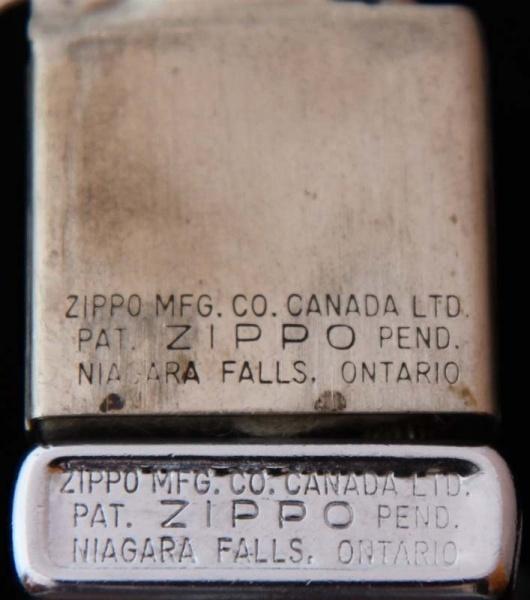 ZIPPO MFG. CO. CANADA LTD.
PAT. ZIPPO PEND.
NIAGARA FALLS, ONTARIO
ZIPPO MFG. CO. CANADA LTD.
PAT. ZIPPO PEND.
NIAGARA FALLS, ONTARIO